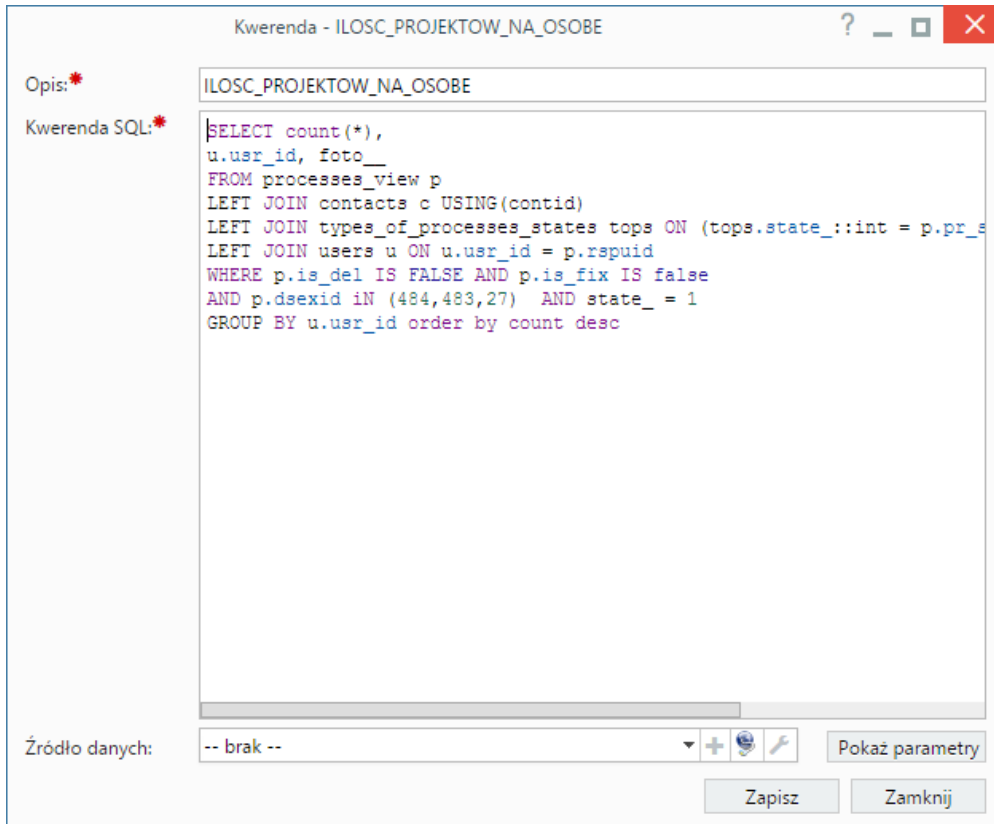 Kwerenda - ILOSC_PROJEKTOW_NA_OSOBE
?
Opis:*
ILOSC_PROJEKTOW_NA_OSOBE
Kwerenda SQL:*
SELECT count(*),
u.usr_id, foto__
FROM processes_view p
LEFT JOIN contacts c USING(contid)
LEFT JOIN types_of_processes_states tops ON (tops.state_::int = p.pr_s
LEFT JOIN users u ON u.usr_id = p.rspuid
WHERE p.is_del IS FALSE AND p.is_fix IS false
AND p.dsexid iN (484,483,27)  AND state_ = 1
GROUP BY u.usr_id order by count desc
Źródło danych:
-- brak --
Pokaż parametry
Zapisz
Zamknij